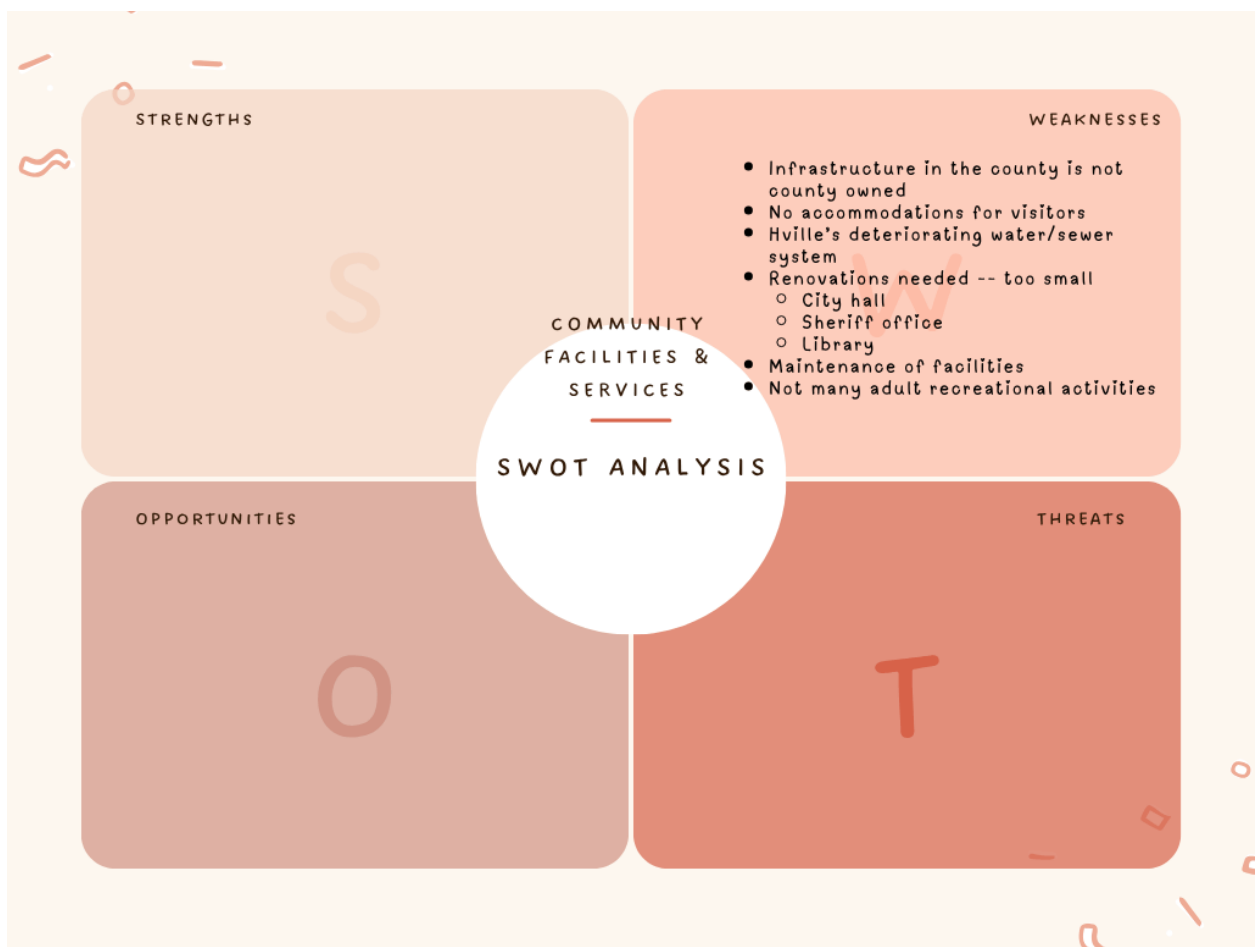 STRENGTHS
S
WEAKNESSES
• Infrastructure in the county is not
county owned
• No accommodations for visitors
• Hville's deteriorating water/sewer
system
• Renovations needed -- too small
○ City hall
○ Sheriff office
○ Library
• Maintenance of facilities
• Not many adult recreational activities
W
COMMUNITY
FACILITIES &
SERVICES
SWOT ANALYSIS
OPPORTUNITIES
O
THREATS
T